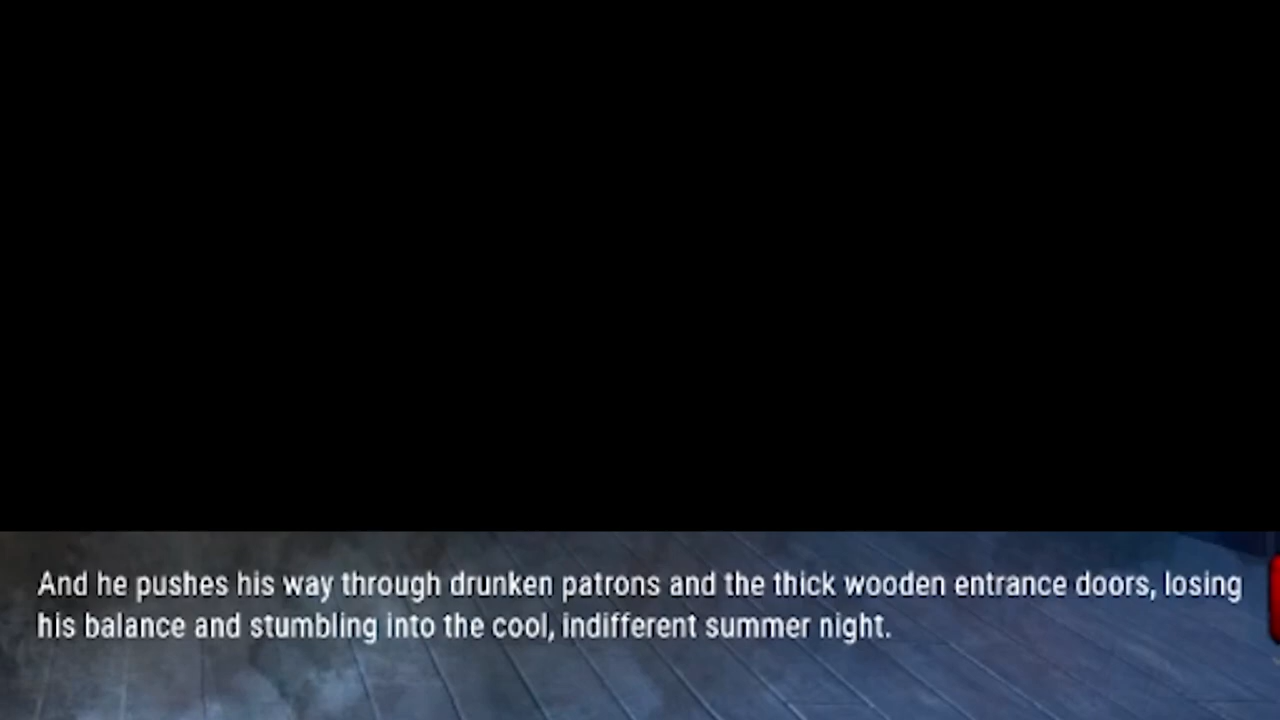 And he pushes his way through drunken patrons and the thick wooden entrance doors, losing
his balance and stumbling into the cool, indifferent summer night.